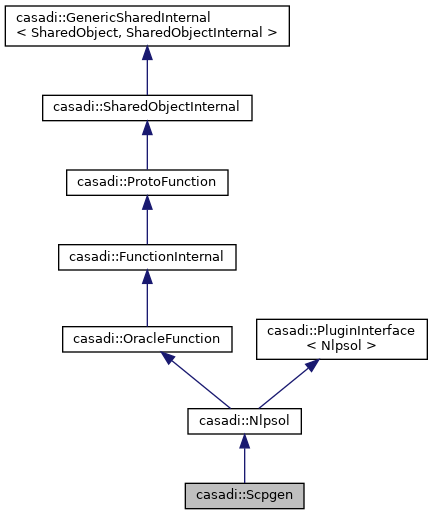 casadi::GenericSharedInternal
< SharedObject, SharedObjectInternal >
casadi::SharedObjectInternal
casadi::ProtoFunction
casadi::FunctionInternal
casadi::OracleFunction
casadi::PluginInterface
< Nlpsol >
casadi::Nlpsol
casadi::Scpgen